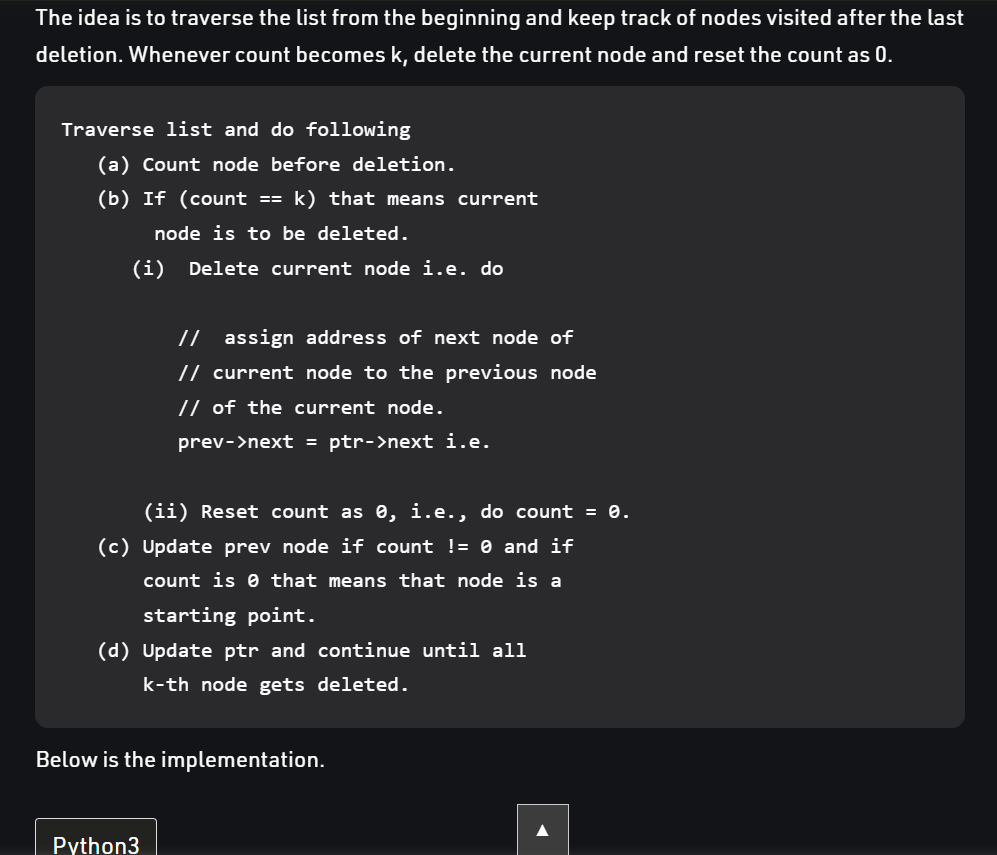 The idea is to traverse the list from the beginning and keep track of nodes visited after the last
deletion. Whenever count becomes k, delete the current node and reset the count as 0.
Traverse list and do following
(a) Count node before deletion.
(b) If (count == k) that means current
node is to be deleted.
(i)  Delete current node i.e. do
//  assign address of next node of
// current node to the previous node
// of the current node.
prev->next = ptr->next i.e.
(ii) Reset count as 0, i.e., do count = 0.
(c) Update prev node if count != 0 and if
count is 0 that means that node is a
starting point.
(d) Update ptr and continue until all
k-th node gets deleted.
Below is the implementation.
Python3